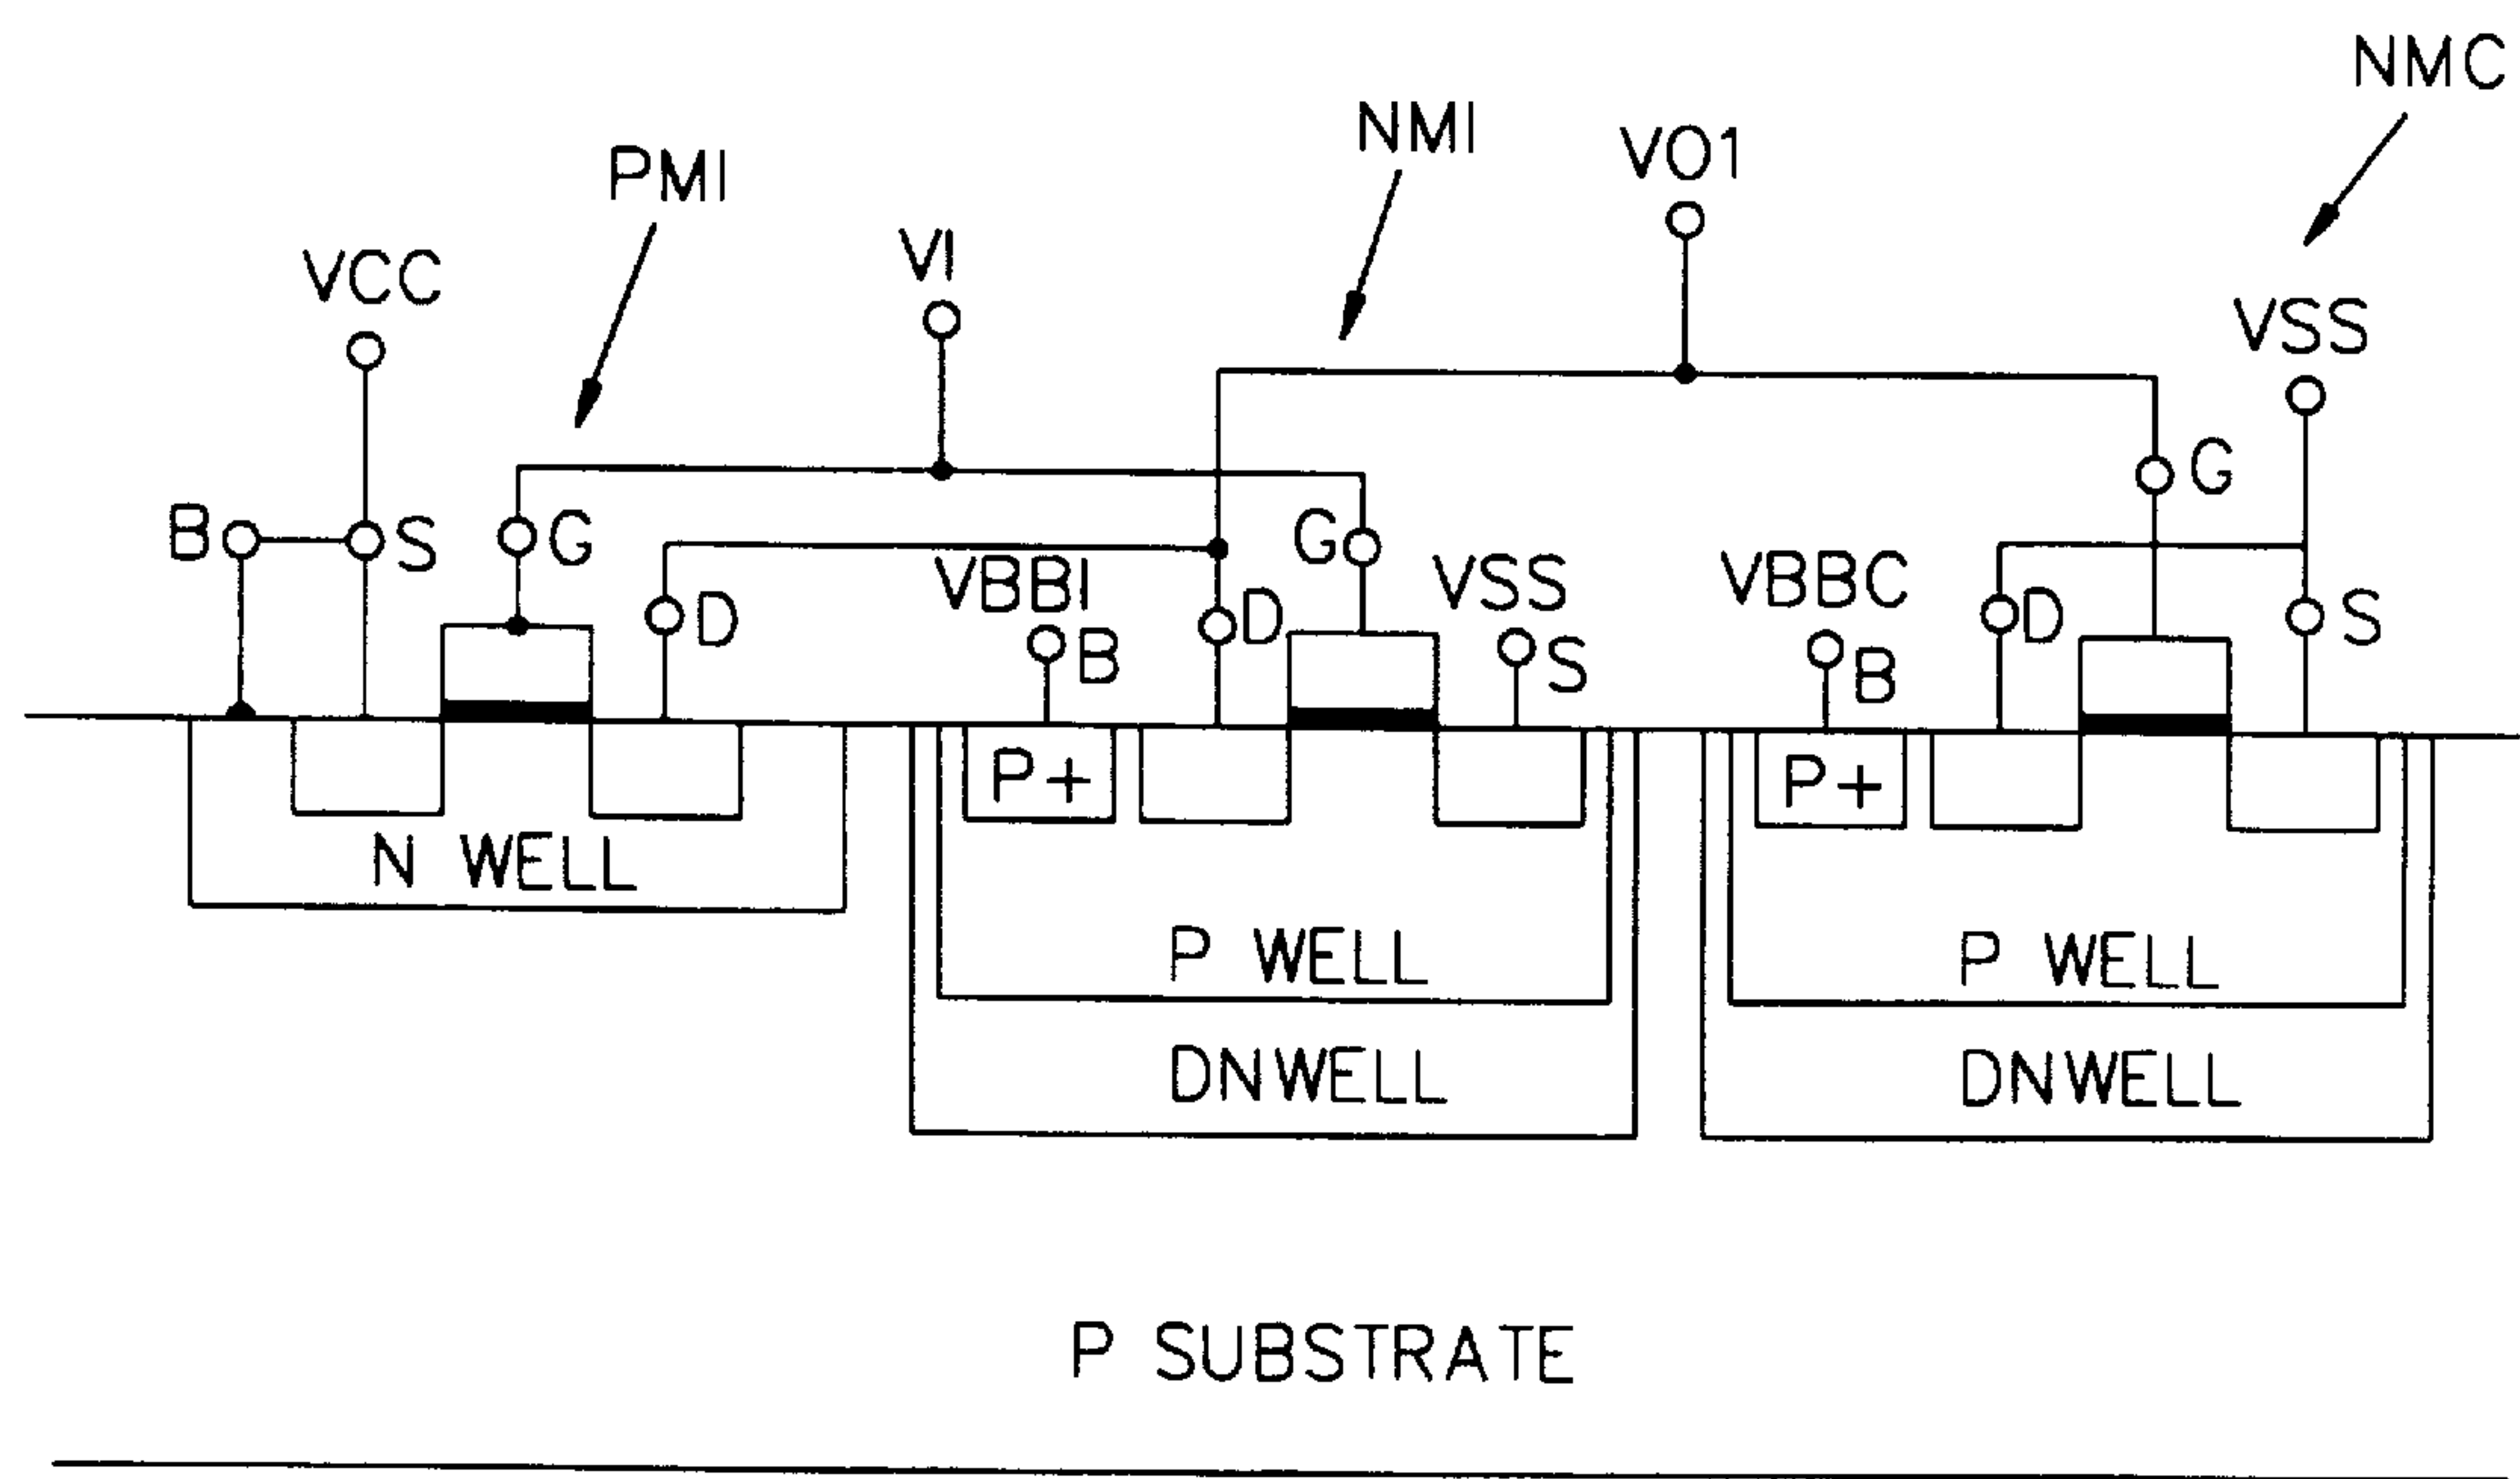 NMC
NMI
VO1
PMI
VI
VCC
VSS
G
B
S
G
G
VBBI
VSS
VBBC
D
D
D
S
B
S
B
P+
P+
N WELL
P WELL
P WELL
DNWELL
DNWELL
P SUBSTRATE